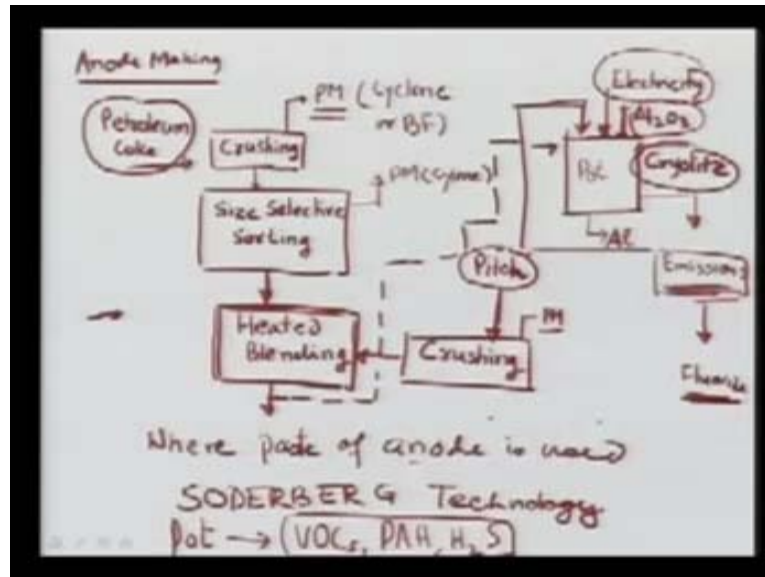 Anode Making
Petroleum Coke
Crushing
PM (Cyclone or BF)
Size Selective Sorting
PM (Cyclone)
Heated Blending
Pitch
Crushing
PM
Electricity
Al2O3
Pot
Cryolite
Al
Emissions
Fluoride
Where paste of anode is used
SODERBERG Technology
Pot → (VOCs, PAH, H2S)